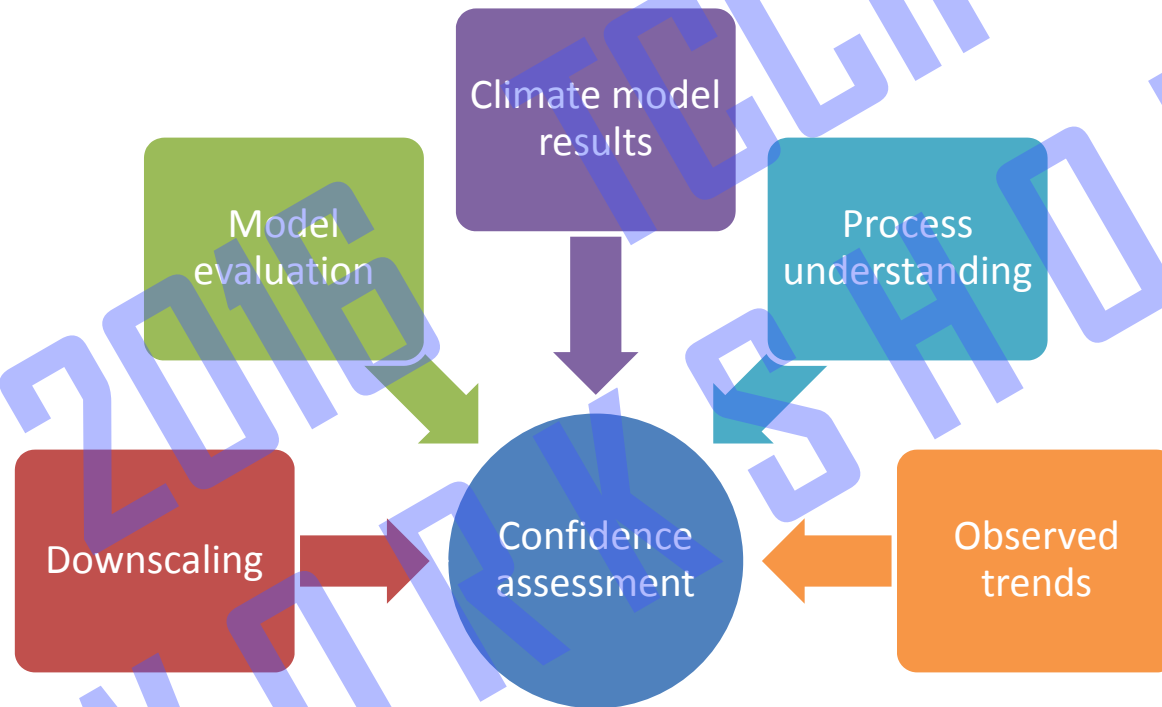 Climate model
results
Model
evaluation
Process
understanding
Downscaling
Confidence
assessment
Observed
trends
2016